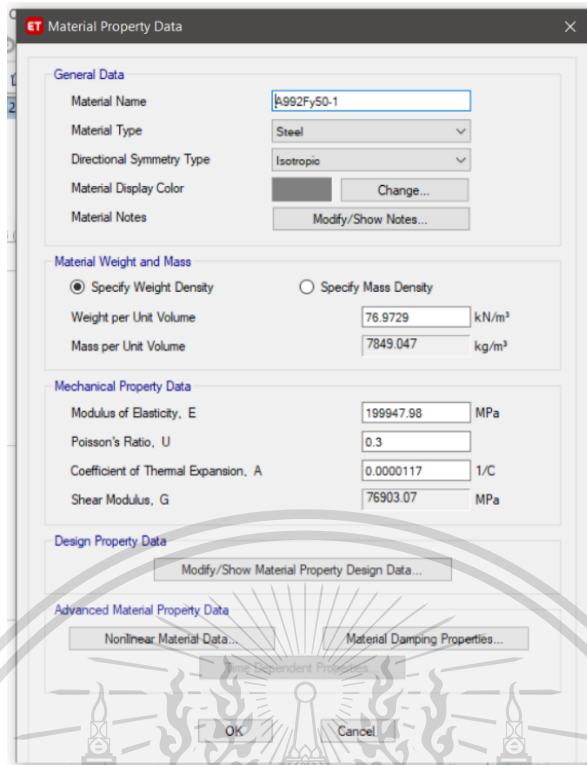 ET Material Property Data
General Data
Material Name A992Fy50-1
Material Type Steel
Directional Symmetry Type Isotropic
Material Display Color Change...
Material Notes Modify/Show Notes...
Material Weight and Mass
Specify Weight Density Specify Mass Density
Weight per Unit Volume 76.9729 kN/m³
Mass per Unit Volume 7849.047 kg/m³
Mechanical Property Data
Modulus of Elasticity, E 199947.98 MPa
Poisson's Ratio, U 0.3
Coefficient of Thermal Expansion, A 0.0000117 1/C
Shear Modulus, G 76903.07 MPa
Design Property Data
Modify/Show Material Property Design Data...
Advanced Material Property Data
Nonlinear Material Data... Material Damping Properties...
Time Dependent Properties...
OK Cancel